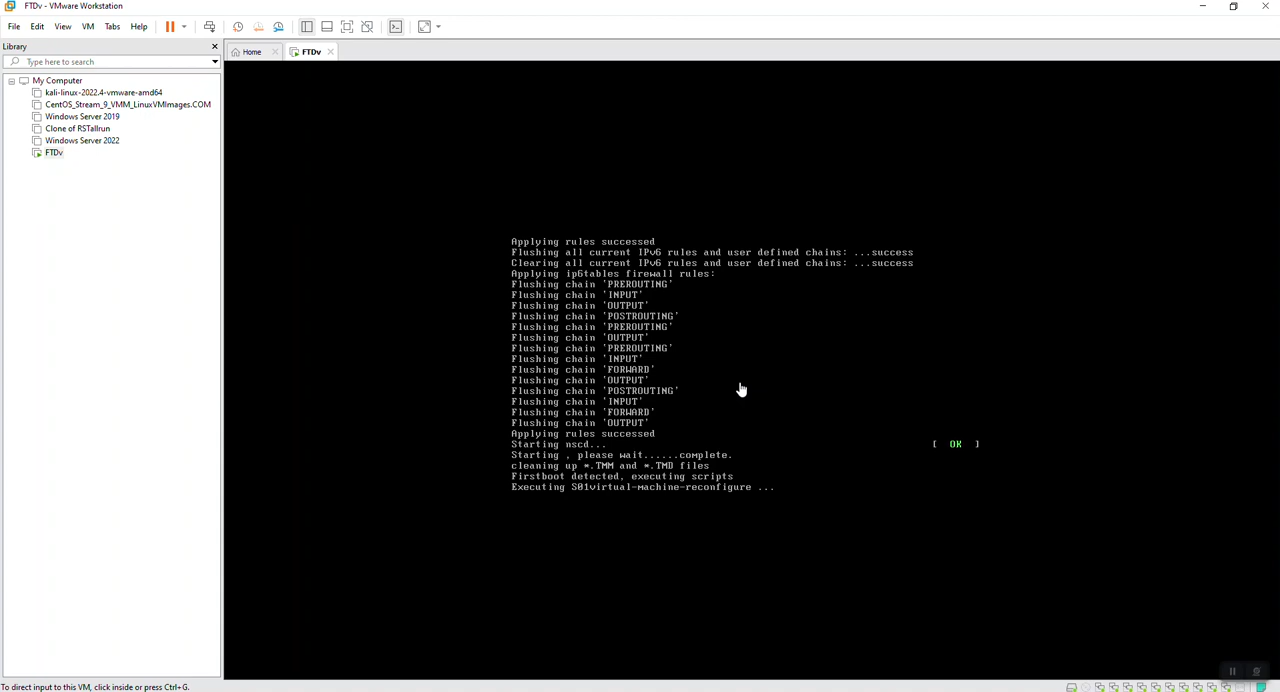 FTDv - VMware Workstation
File Edit View VM Tabs Help
Library
Type here to search
My Computer
kali-linux-2022.4-vmware-amd64
CentOS_Stream_9_VMM_LinuxVMImages.COM
Windows Server 2019
Clone of RSTallrun
Windows Server 2022
FTDv
Home
FTDv
Applying rules successed
Flushing all current IPv6 rules and user defined chains: ...success
Clearing all current IPv6 rules and user defined chains: ...success
Applying ip6tables firewall rules:
Flushing chain `PREROUTING'
Flushing chain `INPUT'
Flushing chain `OUTPUT'
Flushing chain `POSTROUTING'
Flushing chain `PREROUTING'
Flushing chain `OUTPUT'
Flushing chain `PREROUTING'
Flushing chain `INPUT'
Flushing chain `FORWARD'
Flushing chain `OUTPUT'
Flushing chain `POSTROUTING'
Flushing chain `INPUT'
Flushing chain `FORWARD'
Flushing chain `OUTPUT'
Applying rules successed
Starting nscd... [ OK ]
Starting , please wait......complete.
cleaning up *.TMM and *.TMD files
Firstboot detected, executing scripts
Executing S01virtual-machine-reconfigure ...
To direct input to this VM, click inside or press Ctrl+G.